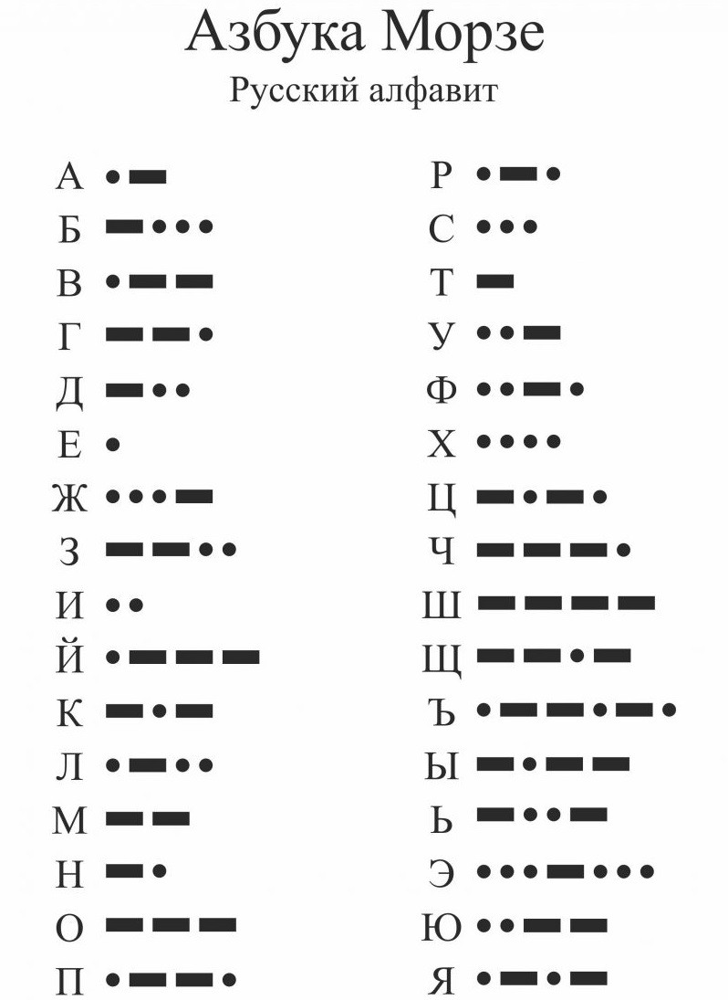 Азбука Морзе
Русский алфавит
А •–
Б –•••
В •––
Г ––•
Д –••
Е •
Ж •••–
З ––••
И ••
Й •–––
К –•–
Л •–••
М ––
Н –•
О –––
П •––•
Р •–•
С •••
Т –
У ••–
Ф ••–•
Х ••••
Ц –•–•
Ч –––•
Ш ––––
Щ ––•–
Ъ •––•–•
Ы –•––
Ь –••–
Э •••–•••
Ю ••––
Я •–•–